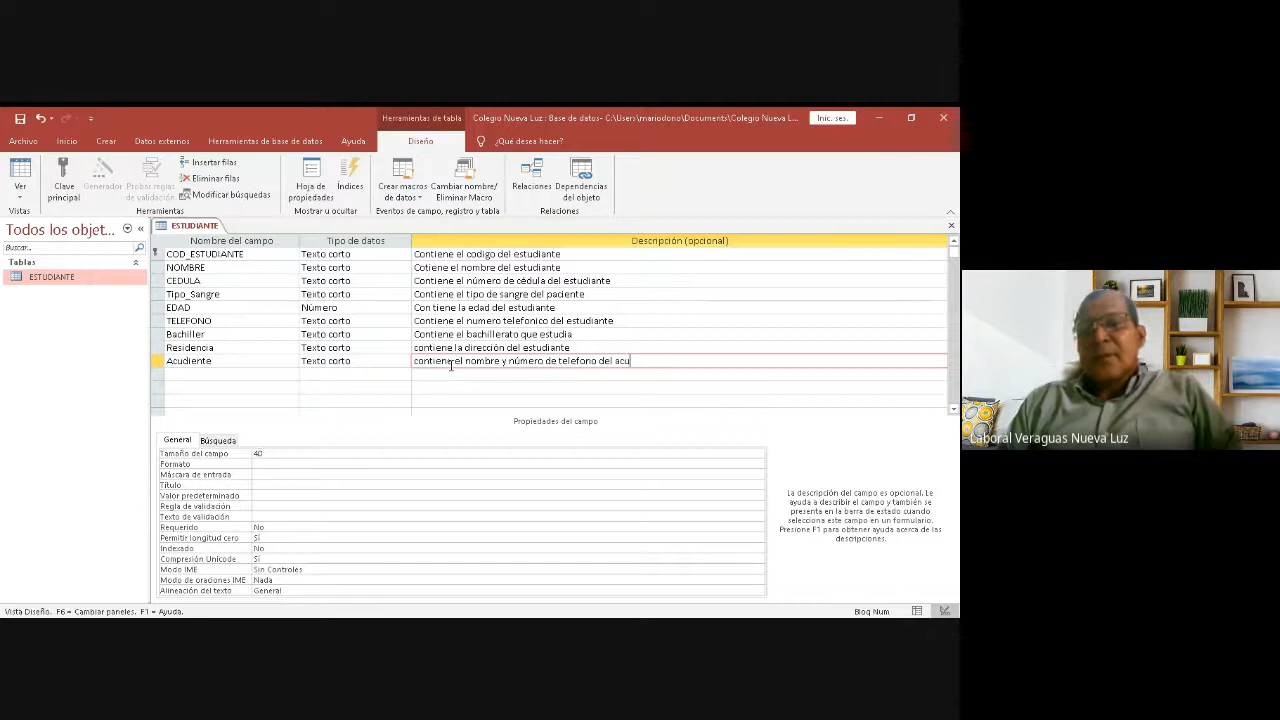 Herramientas de tabla
Colegio Nueva Luz : Base de datos- C:\Users\mariodono\Documents\Colegio Nueva L...
Inic. ses.
Archivo
Inicio
Crear
Datos externos
Herramientas de base de datos
Ayuda
Diseño
¿Qué desea hacer?
Ver
Clave principal
Generador
Probar reglas de validación
Insertar filas
Eliminar filas
Modificar búsquedas
Hoja de propiedades
Índices
Crear macros de datos
Cambiar nombre/ Eliminar Macro
Relaciones
Dependencias del objeto
Vistas
Herramientas
Mostrar u ocultar
Eventos de campo, registro y tabla
Relaciones
Todos los objet...
Buscar...
Tablas
ESTUDIANTE
ESTUDIANTE
Nombre del campo Tipo de datos Descripción (opcional)
COD_ESTUDIANTE Texto corto Contiene el codigo del estudiante
NOMBRE Texto corto Cotiene el nombre del estudiante
CEDULA Texto corto Contiene el número de cédula del estudiante
Tipo_Sangre Texto corto Contiene el tipo de sangre del paciente
EDAD Número Con tiene la edad del estudiante
TELEFONO Texto corto Contiene el numero telefonico del estudiante
Bachiller Texto corto Contiene el bachillerato que estudia
Residencia Texto corto contiene la dirección del estudiante
Acudiente Texto corto contiene el nombre y número de telefono del acu
Propiedades del campo
General Búsqueda
Tamaño del campo 40
Formato
Máscara de entrada
Título
Valor predeterminado
Regla de validación
Texto de validación
Requerido No
Permitir longitud cero Sí
Indexado No
Compresión Unicode Sí
Modo IME Sin Controles
Modo de oraciones IME Nada
Alineación del texto General
La descripción del campo es opcional. Le
ayuda a describir el campo y también se
presenta en la barra de estado cuando
selecciona este campo en un formulario.
Presione F1 para obtener ayuda acerca de las
descripciones.
Vista Diseño. F6 = Cambiar paneles. F1 = Ayuda.
Bloq Num
Laboral Veraguas Nueva Luz